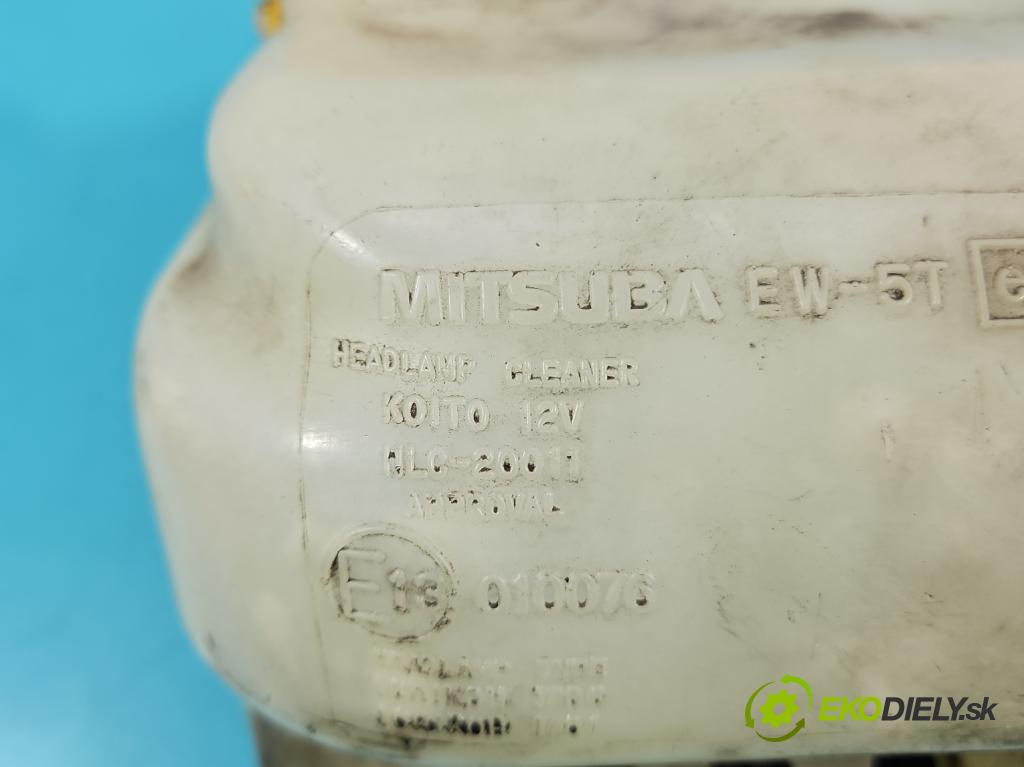 MITSUBA EW-5T e
HEADLAMP CLEANER
KOITO 12V
HLC-20011
APPROVAL
E13 010076
EKODIELY.sk